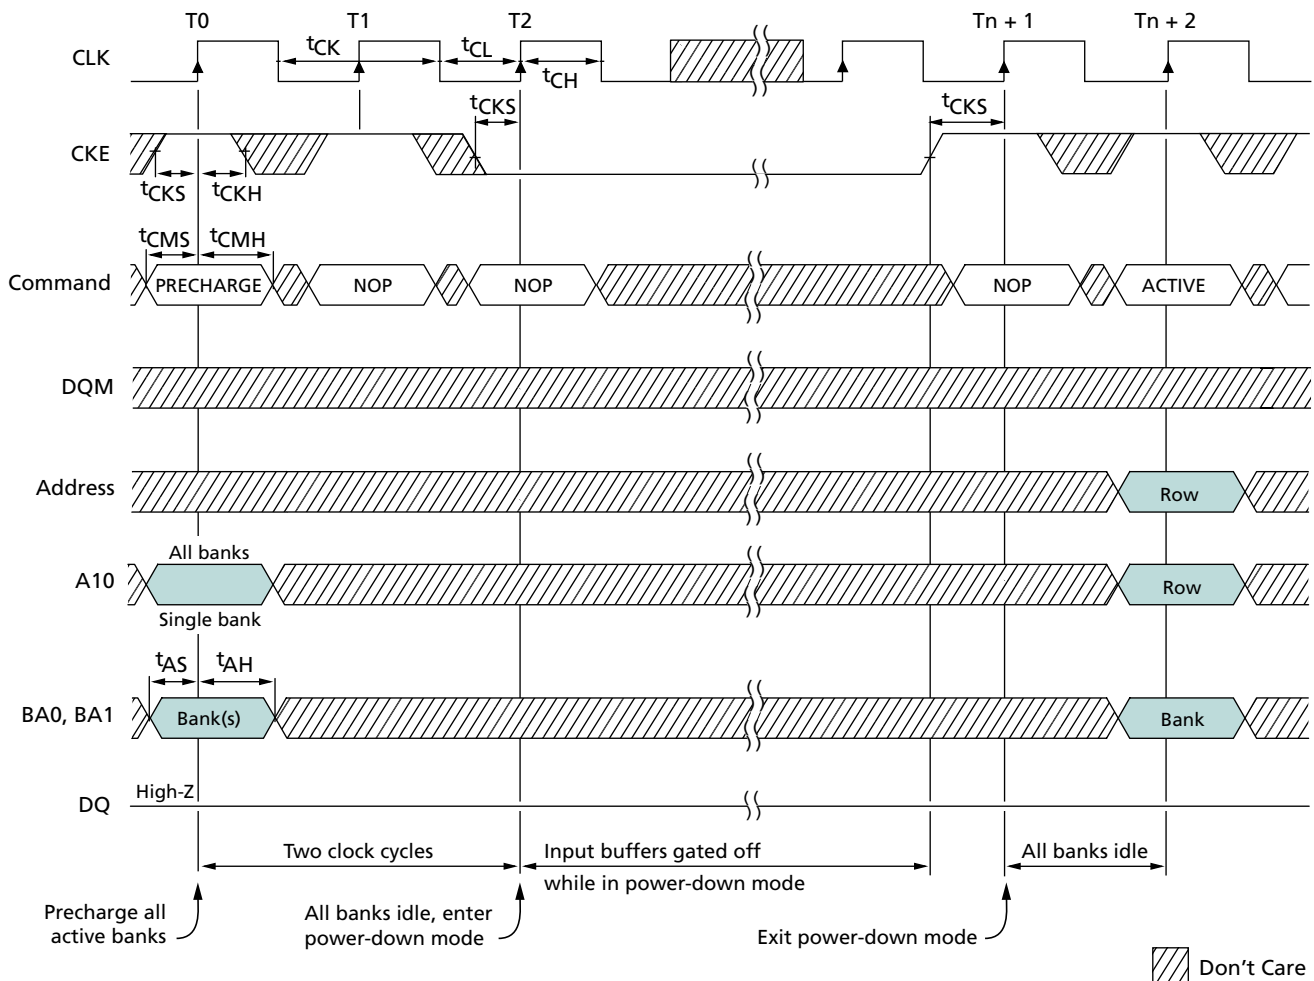 T0 T1 T2 Tn + 1 Tn + 2
CLK
tCK tCL
tCH
tCKS tCKS
CKE
tCKS tCKH
tCMS tCMH
Command PRECHARGE NOP NOP NOP ACTIVE
DQM
Address Row
All banks
A10 Row
Single bank
tAS tAH
BA0, BA1 Bank(s) Bank
High-Z
DQ
Two clock cycles
Input buffers gated off
while in power-down mode
All banks idle
Precharge all
active banks
All banks idle, enter
power-down mode
Exit power-down mode
Don't Care